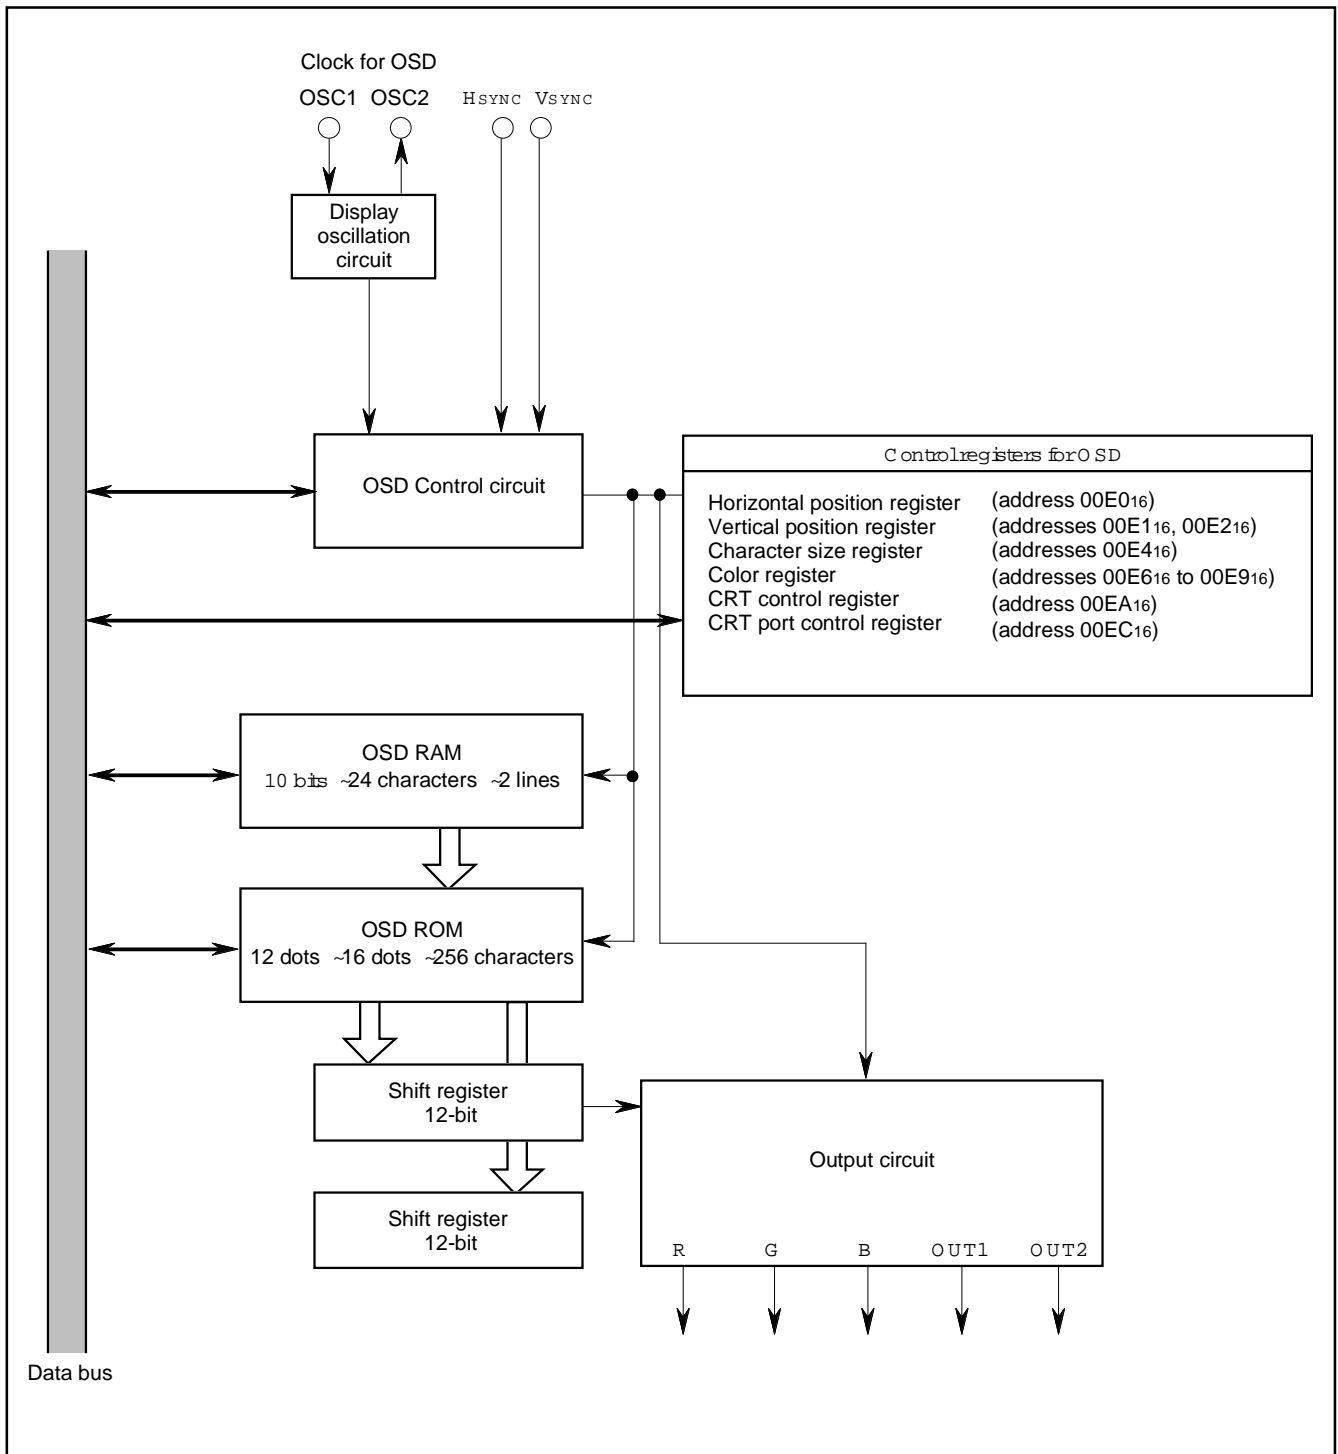 Clock for OSD
OSC1 OSC2 HSYNC VSYNC
Display
oscillation
circuit
OSD Control circuit
Control registers for OSD
Horizontal position register (address 00E016)
Vertical position register (addresses 00E116, 00E216)
Character size register (addresses 00E416)
Color register (addresses 00E616 to 00E916)
CRT control register (address 00EA16)
CRT port control register (address 00EC16)
OSD RAM
10 bits ~24 characters ~2 lines
OSD ROM
12 dots ~16 dots ~256 characters
Shift register
12-bit
Output circuit
Shift register
12-bit
R G B OUT1 OUT2
Data bus